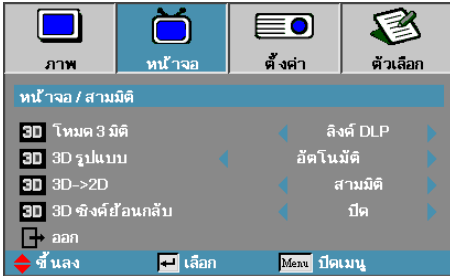 ภาพ หน้าจอ ตั้งค่า ตัวเลือก
หน้าจอ / สามมิติ
3D โหมด 3 มิติ ลิงค์ DLP
3D 3D รูปแบบ อัตโนมัติ
3D 3D->2D สามมิติ
3D 3D ซิงค์ย้อนกลับ ปิด
ออก
ขึ้นลง เลือก Menu ปิดเมนู